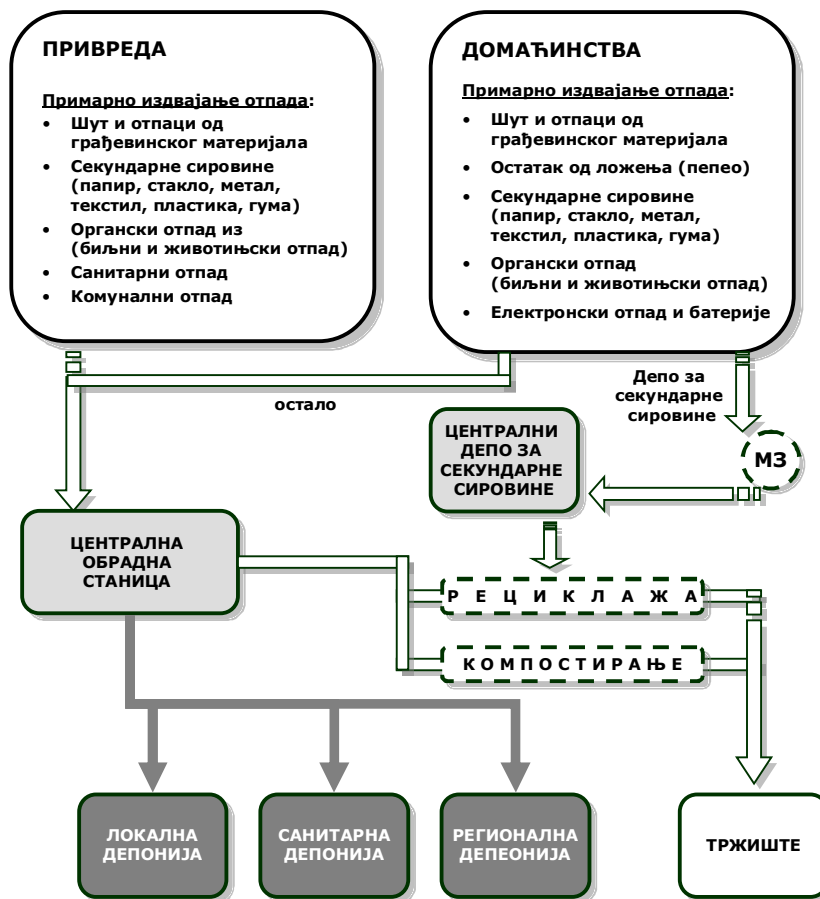 ПРИВРЕДА
Примарно издвајање отпада:
• Шут и отпаци од
грађевинског материјала
• Секундарне сировине
(папир, стакло, метал,
текстил, пластика, гума)
• Органски отпад из
(биљни и животињски отпад)
• Санитарни отпад
• Комунални отпад
ДОМАЋИНСТВА
Примарно издвајање отпада:
• Шут и отпаци од
грађевинског материјала
• Остатак од ложења (пепео)
• Секундарне сировине
(папир, стакло, метал,
текстил, пластика, гума)
• Органски отпад
(биљни и животињски отпад)
• Електронски отпад и батерије
остало
Депо за
секундарне
сировине
ЦЕНТРАЛНИ
ДЕПО ЗА
СЕКУНДАРНЕ
СИРОВИНЕ
МЗ
ЦЕНТРАЛНА
ОБРАДНА
СТАНИЦА
Р Е Ц И К Л А Ж А
К О М П О С Т И Р А Њ Е
ЛОКАЛНА
ДЕПОНИЈА
САНИТАРНА
ДЕПОНИЈА
РЕГИОНАЛНА
ДЕПЕОНИЈА
ТРЖИШТЕ